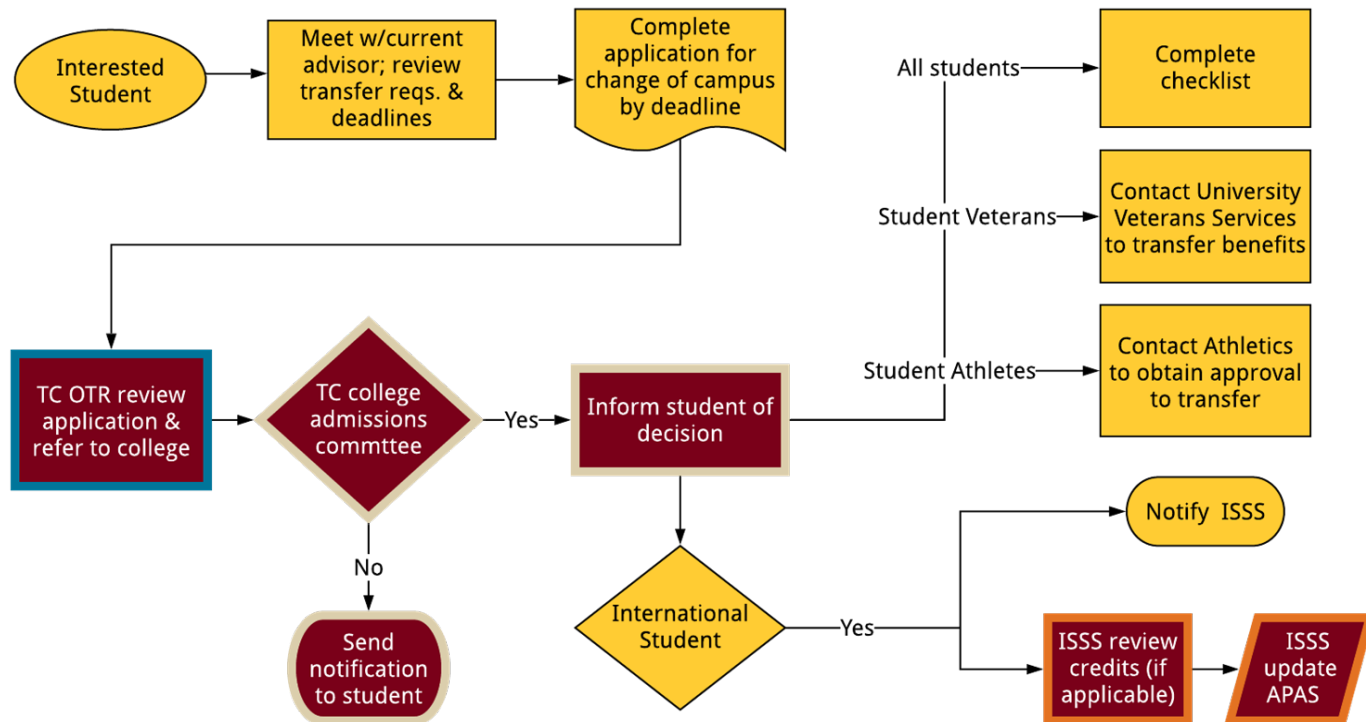 Interested
Student
Meet w/current
advisor; review
transfer reqs. &
deadlines
Complete
application for
change of campus
by deadline
All students
Complete
checklist
Student Veterans
Contact University
Veterans Services
to transfer benefits
Student Athletes
Contact Athletics
to obtain approval
to transfer
TC OTR review
application &
refer to college
TC college
admissions
commttee
Yes
Inform student of
decision
No
Send
notification
to student
International
Student
Yes
Notify ISSS
ISSS review
credits (if
applicable)
ISSS
update
APAS